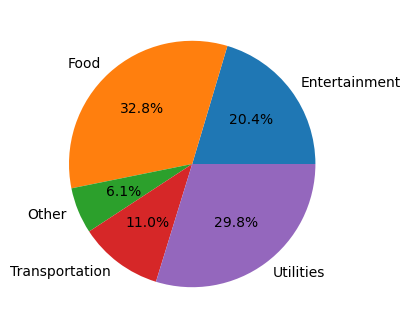 Food
Entertainment
32.8%
20.4%
6.1%
Other
11.0%
29.8%
Transportation
Utilities